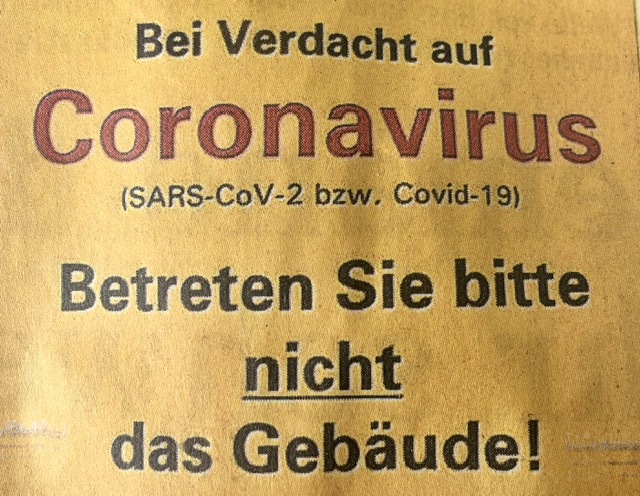 Bei Verdacht auf
Coronavirus
(SARS-CoV-2 bzw. Covid-19)
Betreten Sie bitte
nicht
das Gebäude!